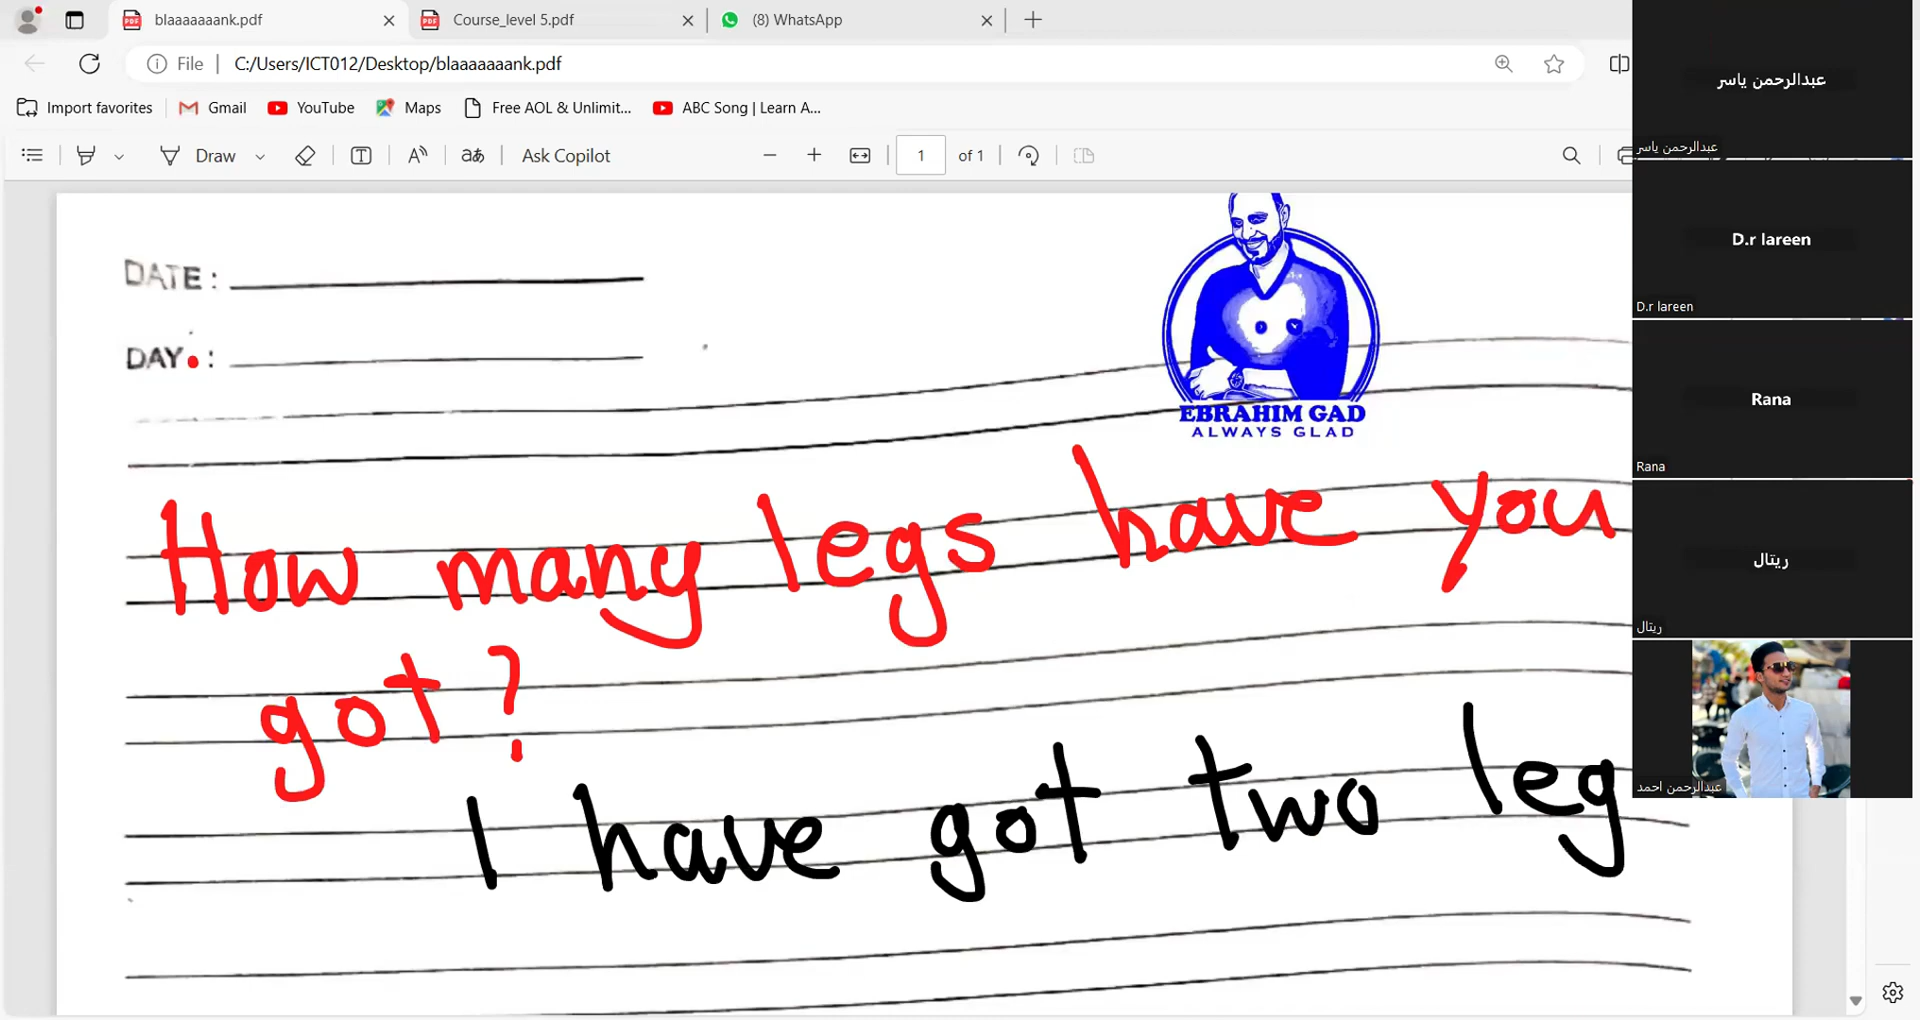 blaaaaaaank.pdf
Course_level 5.pdf
(8) WhatsApp
File
C:/Users/ICT012/Desktop/blaaaaaaank.pdf
Import favorites
Gmail
YouTube
Maps
Free AOL & Unlimit...
ABC Song | Learn A...
Draw
aあ
Ask Copilot
1 of 1
DATE :
DAY :
EBRAHIM GAD
ALWAYS GLAD
How many legs have you
got?
I have got two leg
عبدالرحمن ياسر
عبدالرحمن ياسر
D.r lareen
D.r lareen
Rana
Rana
ريتال
ريتال
عبدالرحمن احمد